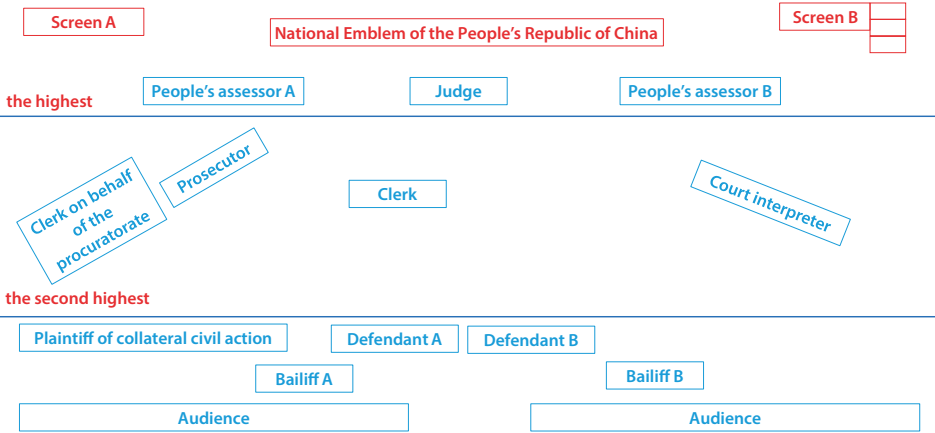 Screen A
National Emblem of the People's Republic of China
Screen B
People's assessor A
Judge
People's assessor B
the highest
Clerk on behalf
of the
procuratorate
Prosecutor
Clerk
Court interpreter
the second highest
Plaintiff of collateral civil action
Defendant A
Defendant B
Bailiff A
Bailiff B
Audience
Audience